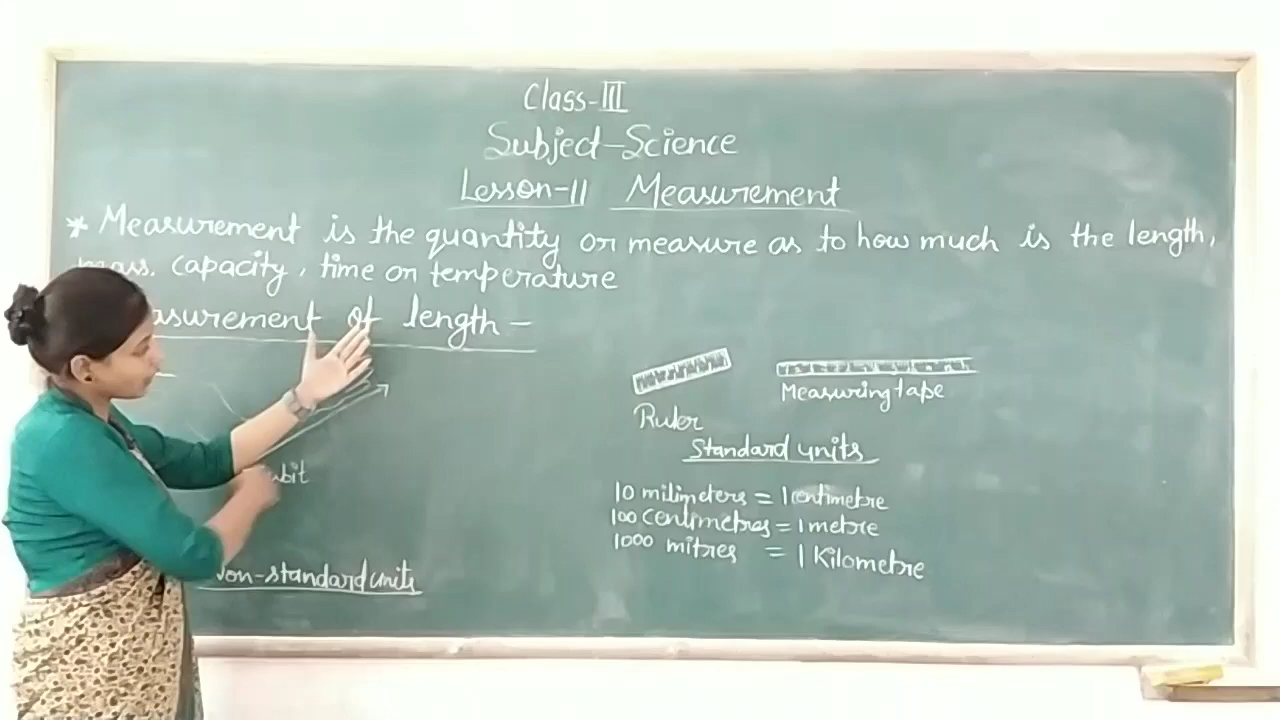 Class-III
Subject-Science
Lesson-11 Measurement
* Measurement is the quantity or measure as to how much is the length,
mass. capacity, time or temperature
asurement of length -
Ruler
Measuring tape
Standard units
10 milimeters = 1 centimetre
100 Centimetres = 1 metre
1000 mitres = 1 Kilometre
ubit
Non-standard units